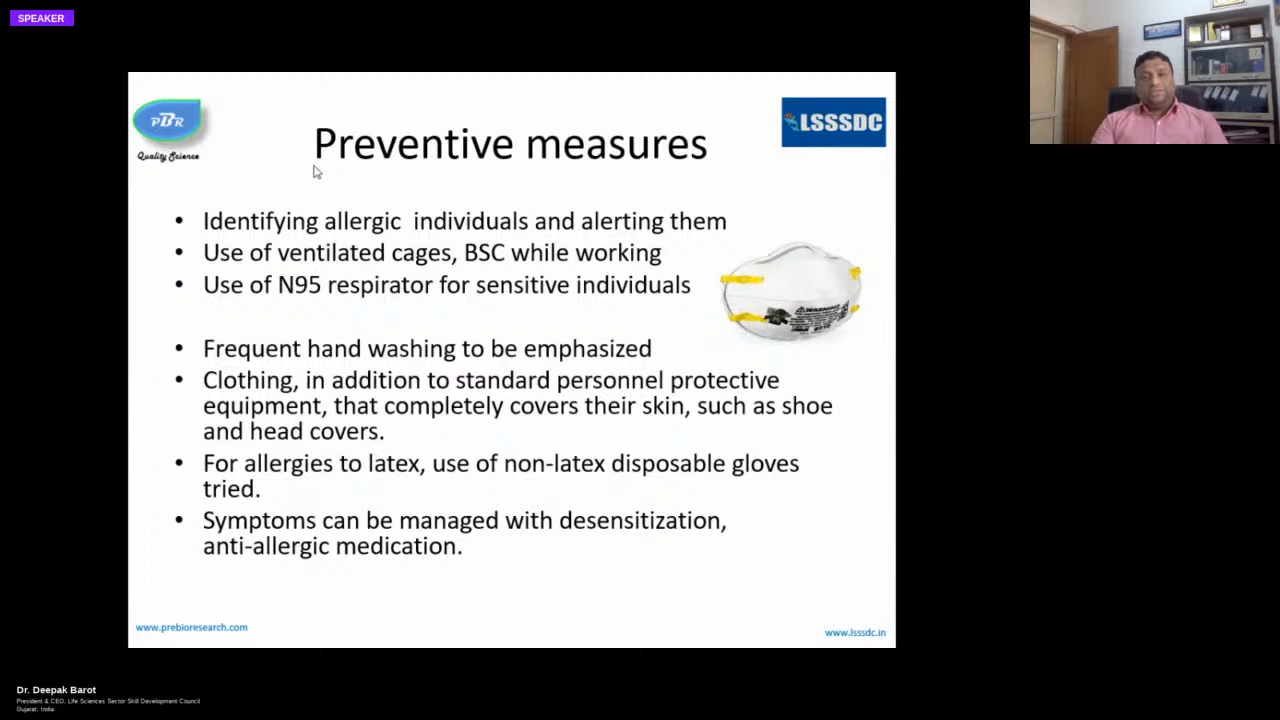 SPEAKER
PBR
Quality Science
LSSSDC
Preventive measures
• Identifying allergic individuals and alerting them
• Use of ventilated cages, BSC while working
• Use of N95 respirator for sensitive individuals
WARNING
• Frequent hand washing to be emphasized
• Clothing, in addition to standard personnel protective
equipment, that completely covers their skin, such as shoe
and head covers.
• For allergies to latex, use of non-latex disposable gloves
tried.
• Symptoms can be managed with desensitization,
anti-allergic medication.
www.prebioresearch.com
www.lsssdc.in
Dr. Deepak Barot
President & CEO, Life Sciences Sector Skill Development Council
Gujarat, India